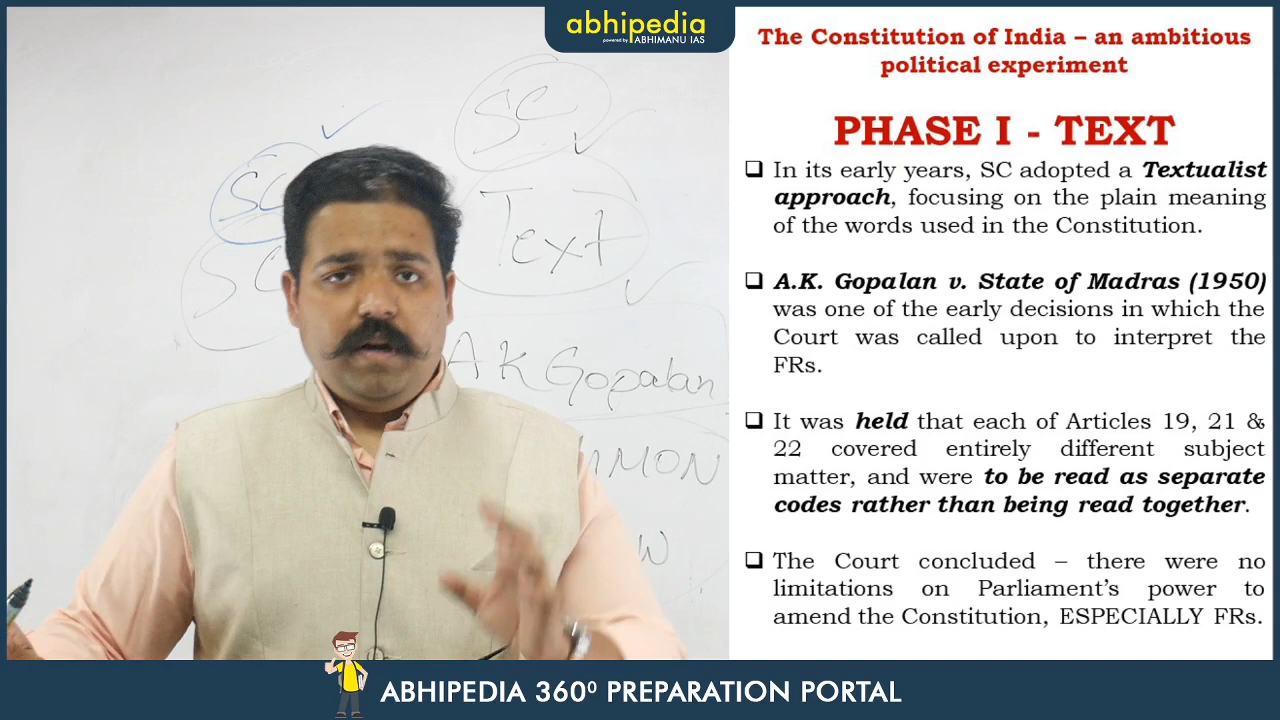 abhipedia
powered by ABHIMANU IAS
SC
SC
SC
Text
A K Gopalan
The Constitution of India – an ambitious
political experiment
PHASE I - TEXT
❑ In its early years, SC adopted a Textualist
approach, focusing on the plain meaning
of the words used in the Constitution.
❑ A.K. Gopalan v. State of Madras (1950)
was one of the early decisions in which the
Court was called upon to interpret the
FRs.
❑ It was held that each of Articles 19, 21 &
22 covered entirely different subject
matter, and were to be read as separate
codes rather than being read together.
❑ The Court concluded – there were no
limitations on Parliament's power to
amend the Constitution, ESPECIALLY FRs.
ABHIPEDIA 360⁰ PREPARATION PORTAL